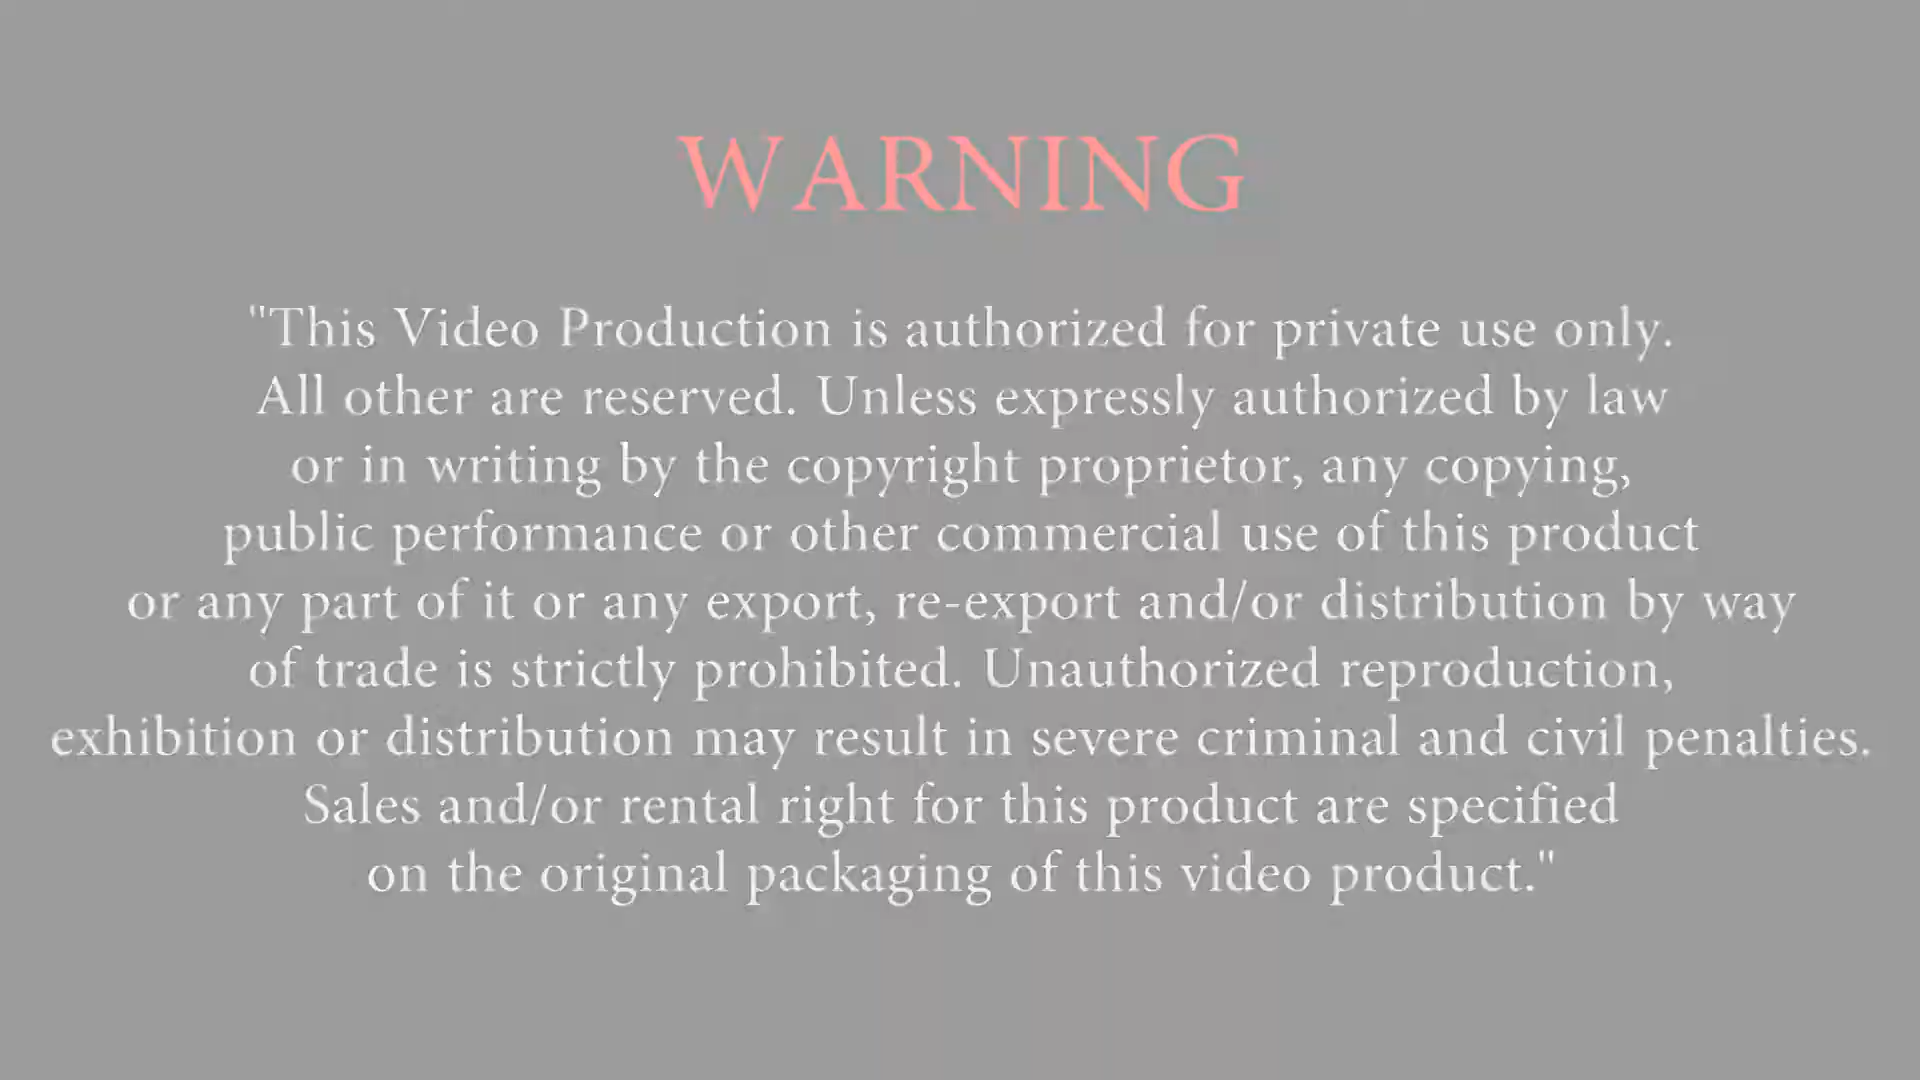 WARNING
"This Video Production is authorized for private use only.
All other are reserved. Unless expressly authorized by law
or in writing by the copyright proprietor, any copying,
public performance or other commercial use of this product
or any part of it or any export, re-export and/or distribution by way
of trade is strictly prohibited. Unauthorized reproduction,
exhibition or distribution may result in severe criminal and civil penalties.
Sales and/or rental right for this product are specified
on the original packaging of this video product."